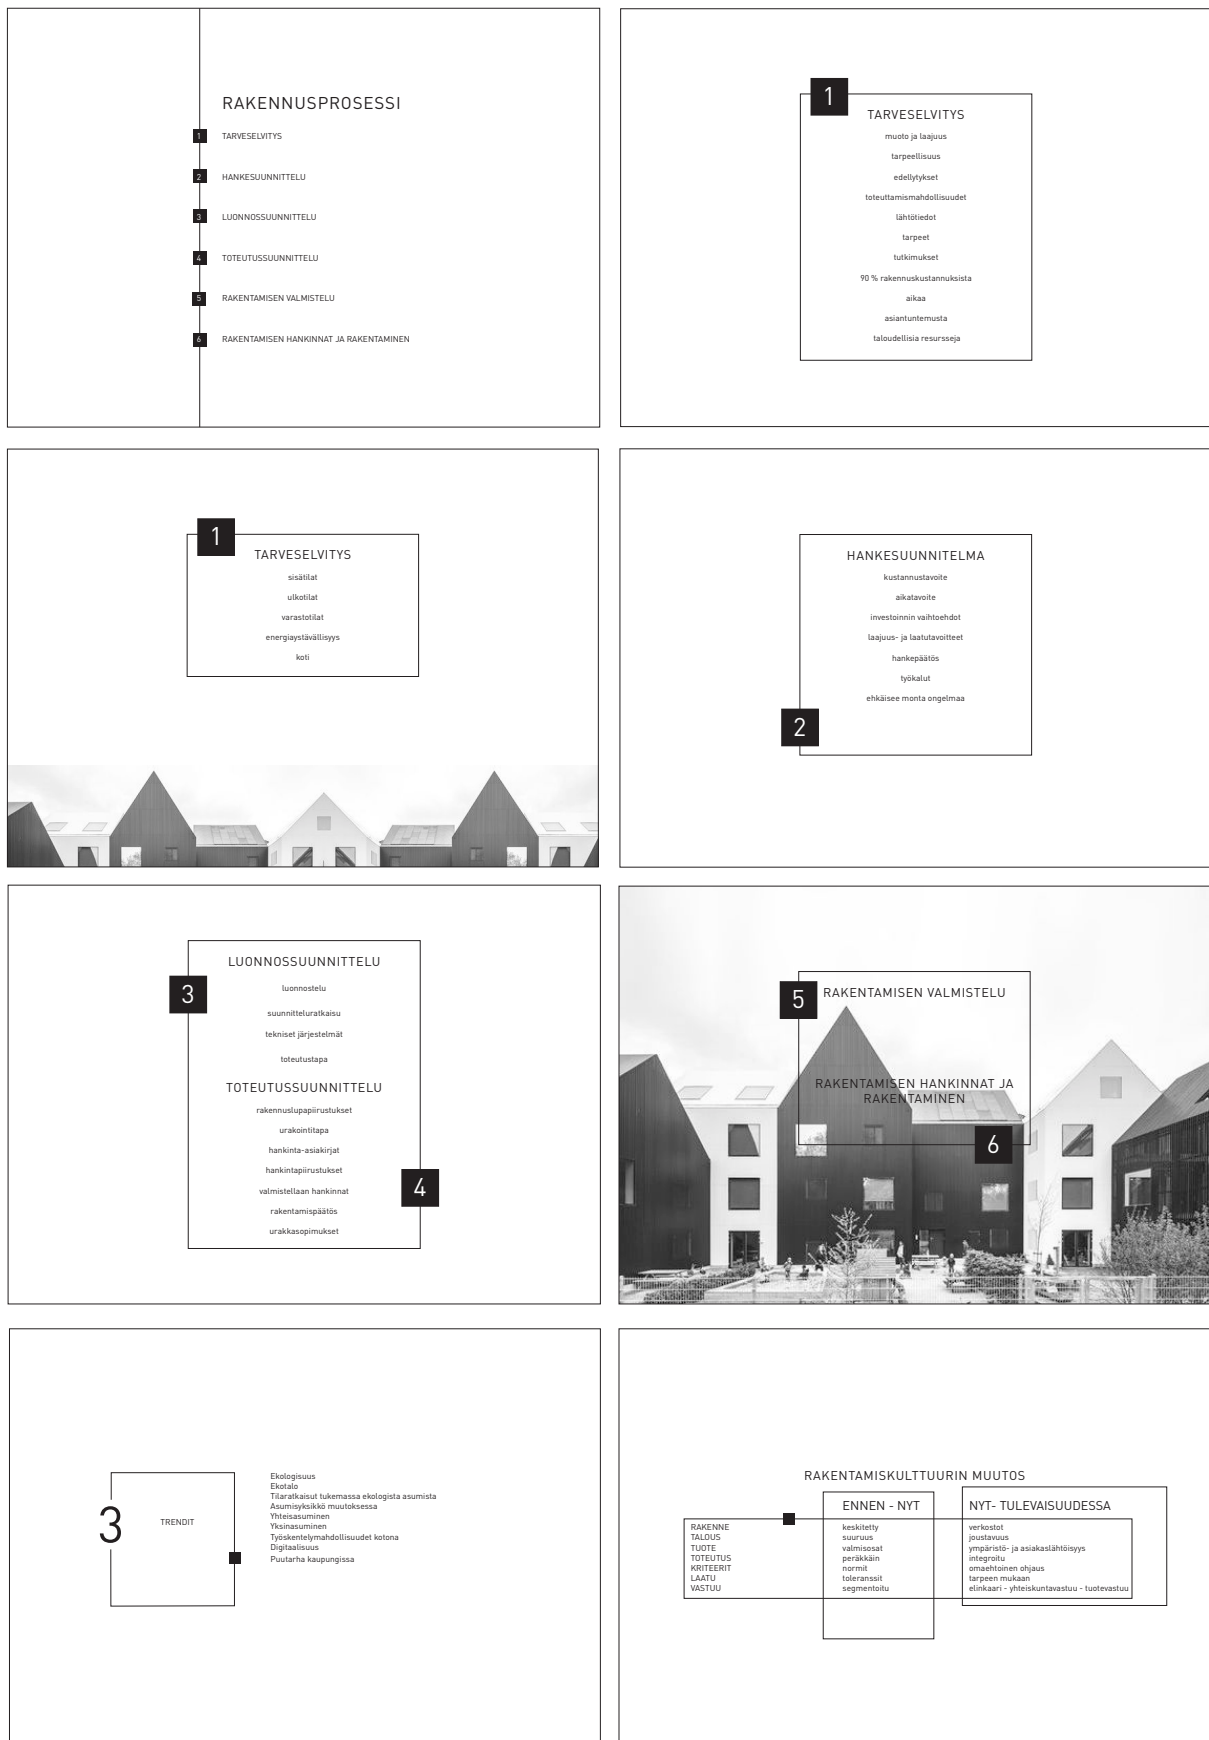 RAKENNUSPROSESSI
1 TARVESELVITYS
2 HANKESUUNNITTELU
3 LUONNOSSUUNNITTELU
4 TOTEUTUSSUUNNITTELU
5 RAKENTAMISEN VALMISTELU
6 RAKENTAMISEN HANKINNAT JA RAKENTAMINEN
1
TARVESELVITYS
muoto ja laajuus
tarpeellisuus
edellytykset
toteuttamismahdollisuudet
lähtötiedot
tarpeet
tutkimukset
90 % rakennuskustannuksista
aikaa
asiantuntemusta
taloudellisia resursseja
1
TARVESELVITYS
sisätilat
ulkotilat
varastotilat
energiaystävällisyys
koti
HANKESUUNNITELMA
kustannustavoite
aikatavoite
investoinnin vaihtoehdot
laajuus- ja laatutavoitteet
hankepäätös
työkalut
ehkäisee monta ongelmaa
2
LUONNOSSUUNNITTELU
3
luonnostelu
suunnitteluratkaisu
tekniset järjestelmät
toteutustapa
TOTEUTUSSUUNNITTELU
rakennuslupapiirustukset
urakointitapa
hankinta-asiakirjat
hankintapiirustukset
valmistellaan hankinnat
4
rakentamispäätös
urakkasopimukset
5 RAKENTAMISEN VALMISTELU
RAKENTAMISEN HANKINNAT JA
RAKENTAMINEN
6
3
TRENDIT
Ekologisuus
Ekotalo
Tilaratkaisut tukemassa ekologista asumista
Asumisyksikkö muutoksessa
Yhteisasuminen
Yksinasuminen
Työskentelymahdollisuudet kotona
Digitaalisuus
Puutarha kaupungissa
RAKENTAMISKULTTUURIN MUUTOS
ENNEN - NYT NYT- TULEVAISUUDESSA
RAKENNE keskitetty verkostot
TALOUS suuruus joustavuus
TUOTE valmisosat ympäristö- ja asiakaslähtöisyys
TOTEUTUS peräkkäin integroitu
KRITEERIT normit omaehtoinen ohjaus
LAATU toleranssit tarpeen mukaan
VASTUU segmentoitu elinkaari - yhteiskuntavastuu - tuotevastuu